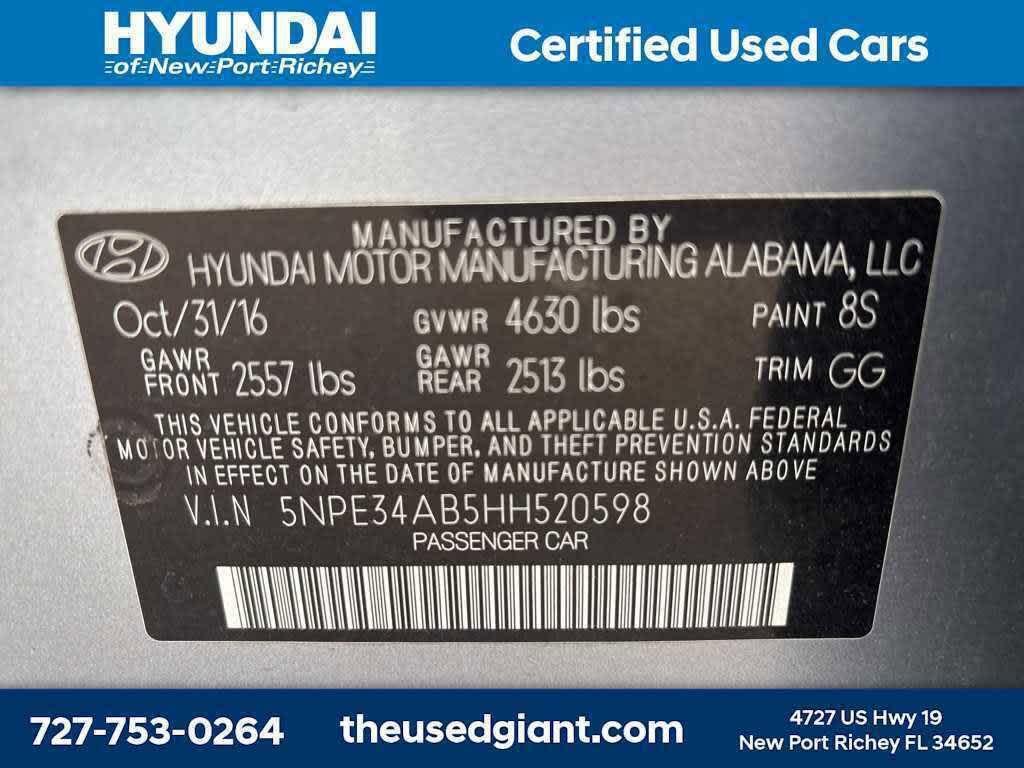 HYUNDAI
of New Port Richey
Certified Used Cars
MANUFACTURED BY
HYUNDAI MOTOR MANUFACTURING ALABAMA, LLC
Oct/31/16 GVWR 4630 lbs PAINT 8S
GAWR FRONT 2557 lbs GAWR REAR 2513 lbs TRIM GG
THIS VEHICLE CONFORMS TO ALL APPLICABLE U.S.A. FEDERAL
MOTOR VEHICLE SAFETY, BUMPER, AND THEFT PREVENTION STANDARDS
IN EFFECT ON THE DATE OF MANUFACTURE SHOWN ABOVE
V.I.N 5NPE34AB5HH520598
PASSENGER CAR
727-753-0264
theusedgiant.com
4727 US Hwy 19
New Port Richey FL 34652